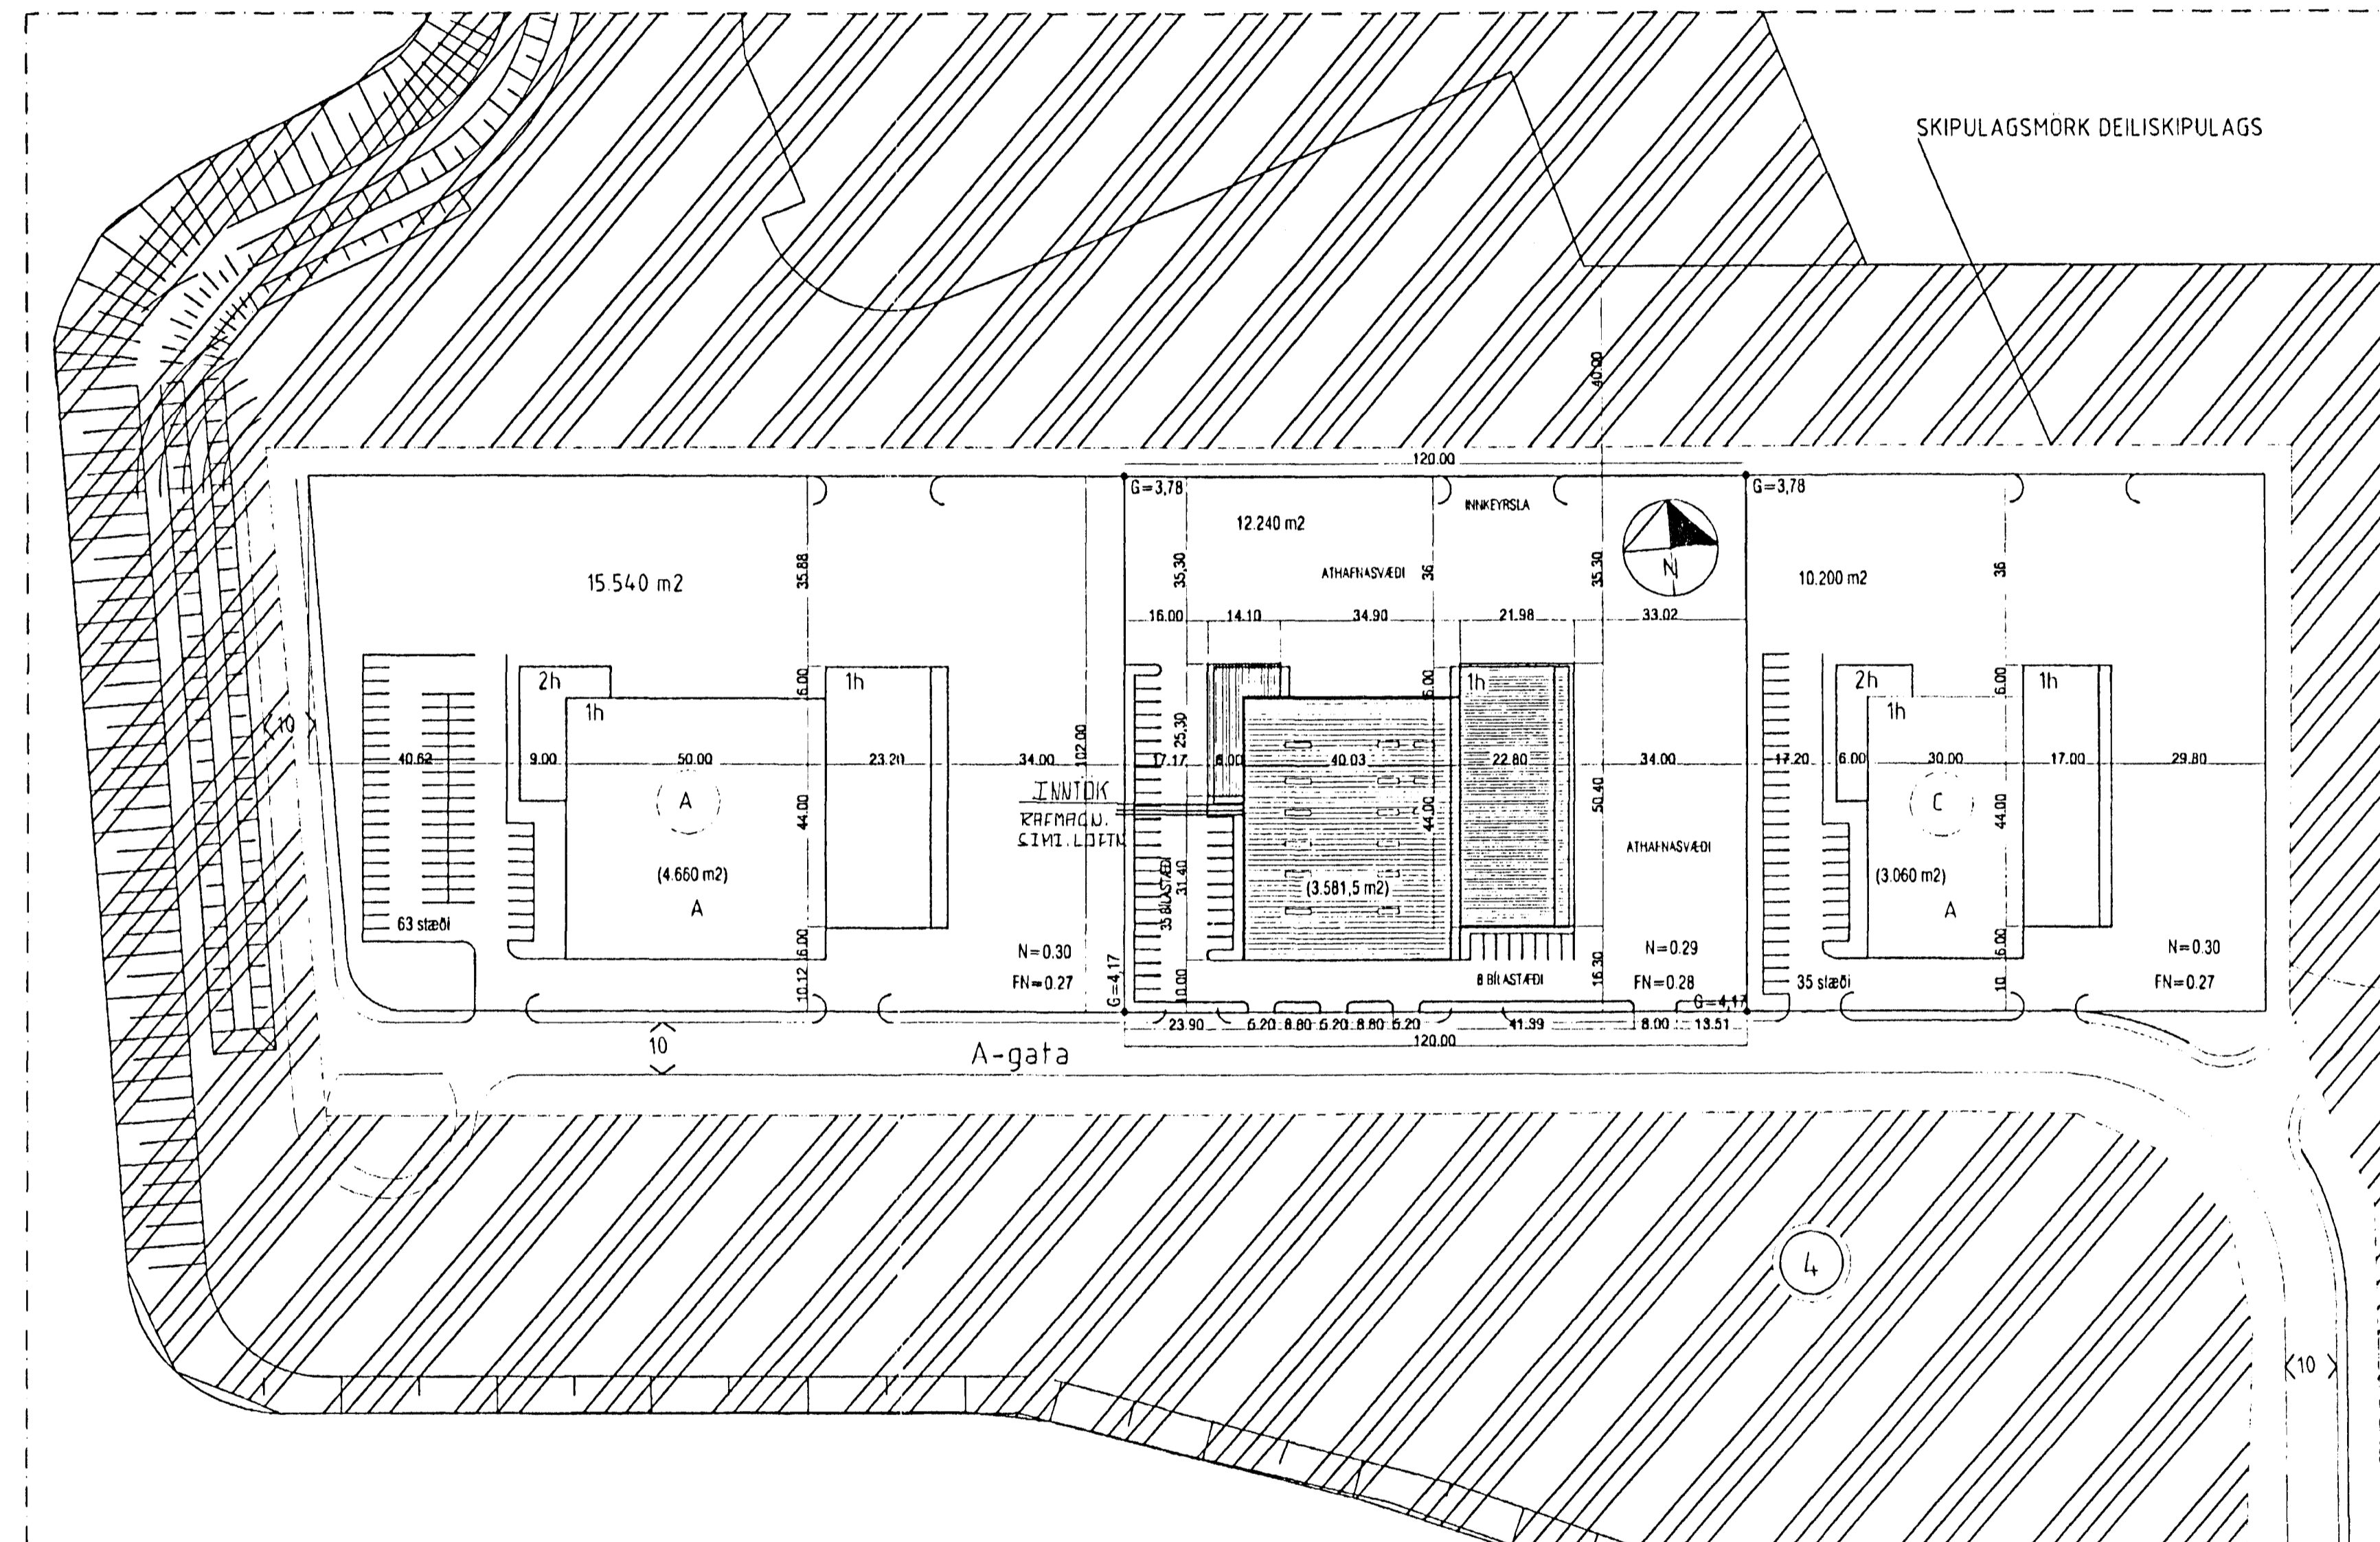 SKIPULAGSMÖRK DEILISKIPULAGS
40.00
120.00
G=3,78
G=3,78
INNKEYRSLA
12.240 m2
15.540 m2
35.88
35,30
ATHAFNASVÆÐI
36
35.30
N
10.200 m2
36
16.00
14.10
34.90
21.98
33.02
2h
1h
1h
6.00
6.00
1h
2h
1h
1h
6.00
10
40.62
9.00
50.00
23.20
34.00
102.00
17.17
25,30
6.00
40.03
22.80
34.00
17.20
6.00
30.00
17.00
29.80
INNTÖK
RAFMAGN.
SIMI.LOFTN
A
44.00
44.00
50.40
C
44.00
ATHAFNASVÆÐI
(4.660 m2)
A
35 BÍLASTÆÐI
31.40
(3.581,5 m2)
(3.060 m2)
A
63 stæði
6.00
10.12
N=0.30
FN=0.27
G=4,17
10.00
8 BÍLASTÆÐI
16.30
N=0.29
FN=0.28
G=4,17
35 stæði
6.00
10
N=0.30
FN=0.27
23.90
5.20
8.80
5.20
8.80
5.20
41.39
8.00
13.51
120.00
10
A-gata
4
10